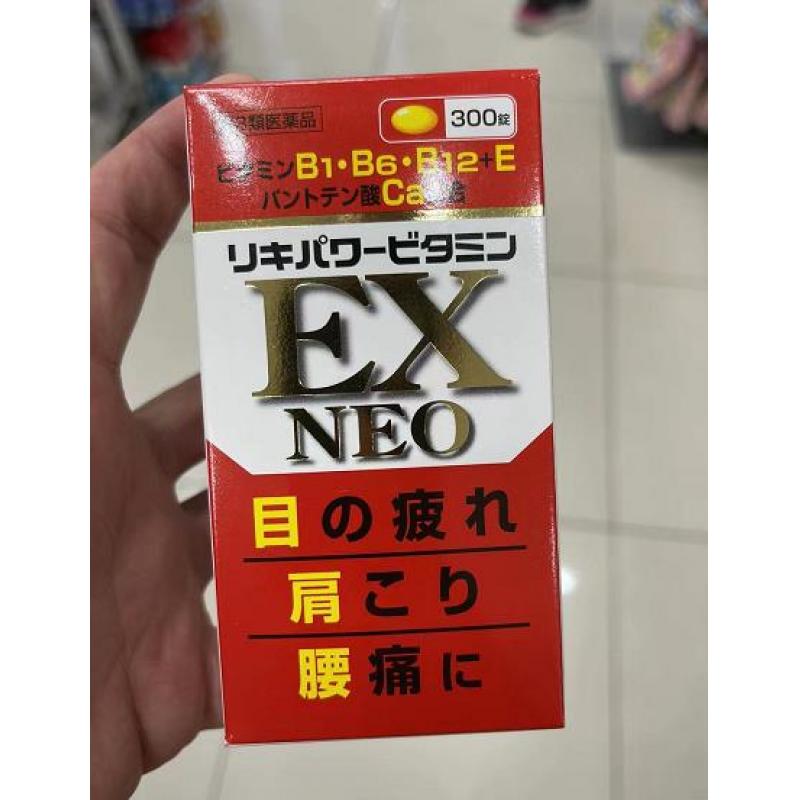 類医薬品
300錠
ビタミンB1・B6・B12+E
パントテン酸Ca
リキパワービタミン
EX
NEO
目の疲れ
肩こり
腰痛に